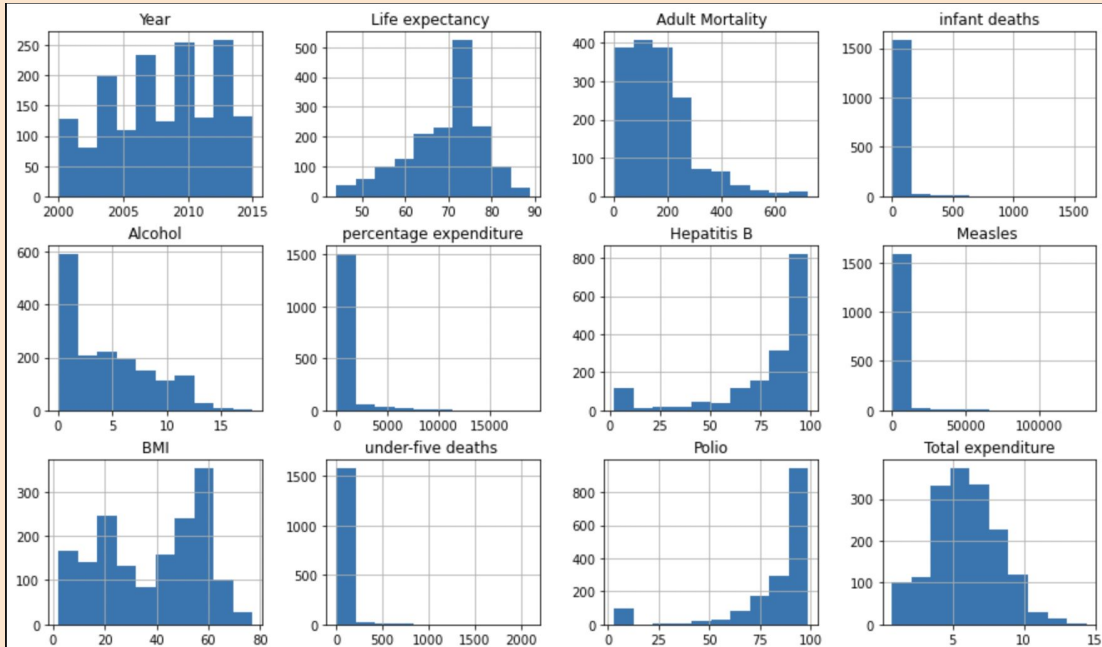 Year Life expectancy Adult Mortality infant deaths
250 500 400 1500
200 400 300 1000
150 300 200 500
100 200 100 0
50 100 0
0 0
2000 2005 2010 2015 50 60 70 80 90 0 200 400 600 0 500 1000 1500
Alcohol percentage expenditure Hepatitis B Measles
600 1500 800 1500
400 1000 600 1000
200 500 400 500
0 0 200 0
0
0 5 10 15 0 5000 10000 15000 0 25 50 75 100 0 50000 100000
BMI under-five deaths Polio Total expenditure
300 1500 800 300
200 1000 600 200
100 500 400 100
0 0 200 0
0
0 20 40 60 80 0 500 1000 1500 2000 0 25 50 75 100 5 10 15